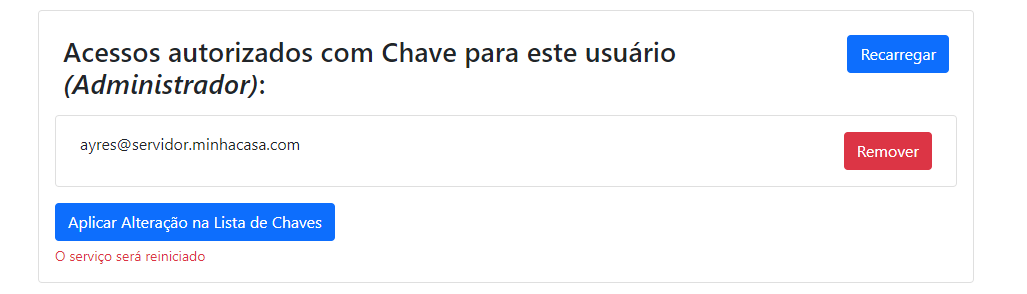 Acessos autorizados com Chave para este usuário
(Administrador):
Recarregar
ayres@servidor.minhacasa.com
Remover
Aplicar Alteração na Lista de Chaves
O serviço será reiniciado